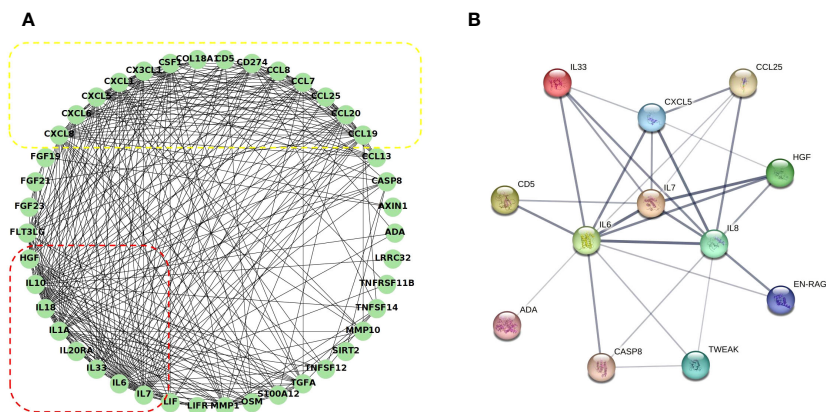 A
B
COL18A1
CD5
CSF1
CD274
CX3CL1
CCL8
CXCL1
CCL7
CXCL5
CCL25
CXCL6
CCL20
CXCL8
CCL19
FGF19
CCL13
FGF21
CASP8
FGF23
AXIN1
FLT3LG
ADA
HGF
LRRC32
IL10
TNFRSF11B
IL18
TNFSF14
IL1A
MMP10
IL20RA
SIRT2
IL33
TNFSF12
IL6
TGFA
IL7
S100A12
LIF
OSM
LIFR
MMP1
IL33
CCL25
CXCL5
HGF
CD5
IL7
IL6
IL8
EN-RAG
ADA
CASP8
TWEAK